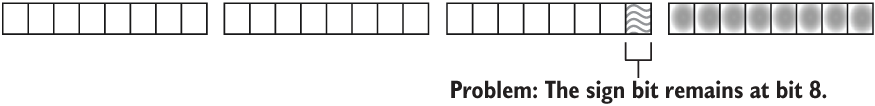 Problem: The sign bit remains at bit 8.